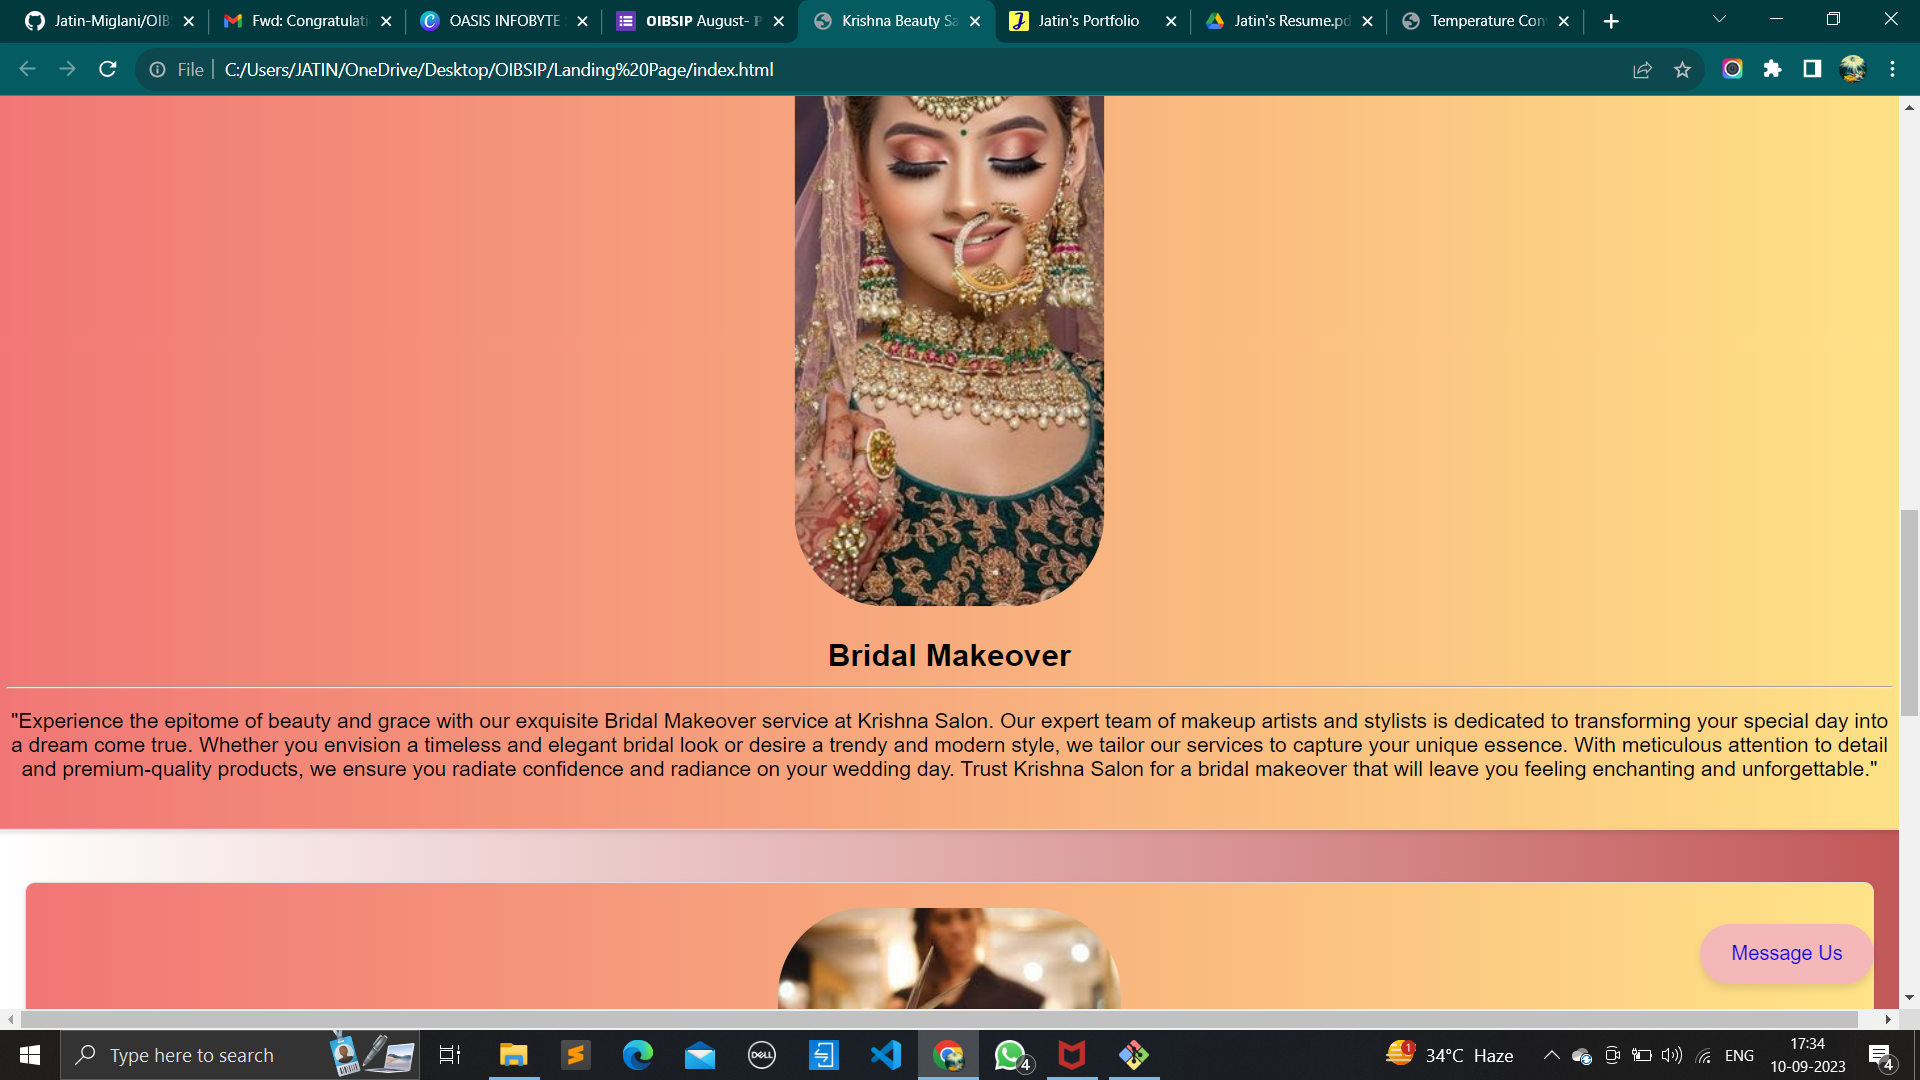 Jatin-Miglani/OIB
Fwd: Congratulati
OASIS INFOBYTE
OIBSIP August- P
Krishna Beauty Sa
Jatin's Portfolio
Jatin's Resume.pd
Temperature Con
File
C:/Users/JATIN/OneDrive/Desktop/OIBSIP/Landing%20Page/index.html
Bridal Makeover
"Experience the epitome of beauty and grace with our exquisite Bridal Makeover service at Krishna Salon. Our expert team of makeup artists and stylists is dedicated to transforming your special day into
a dream come true. Whether you envision a timeless and elegant bridal look or desire a trendy and modern style, we tailor our services to capture your unique essence. With meticulous attention to detail
and premium-quality products, we ensure you radiate confidence and radiance on your wedding day. Trust Krishna Salon for a bridal makeover that will leave you feeling enchanting and unforgettable."
Message Us
Type here to search
DELL
4
1
34°C Haze
ENG
17:34
10-09-2023
4